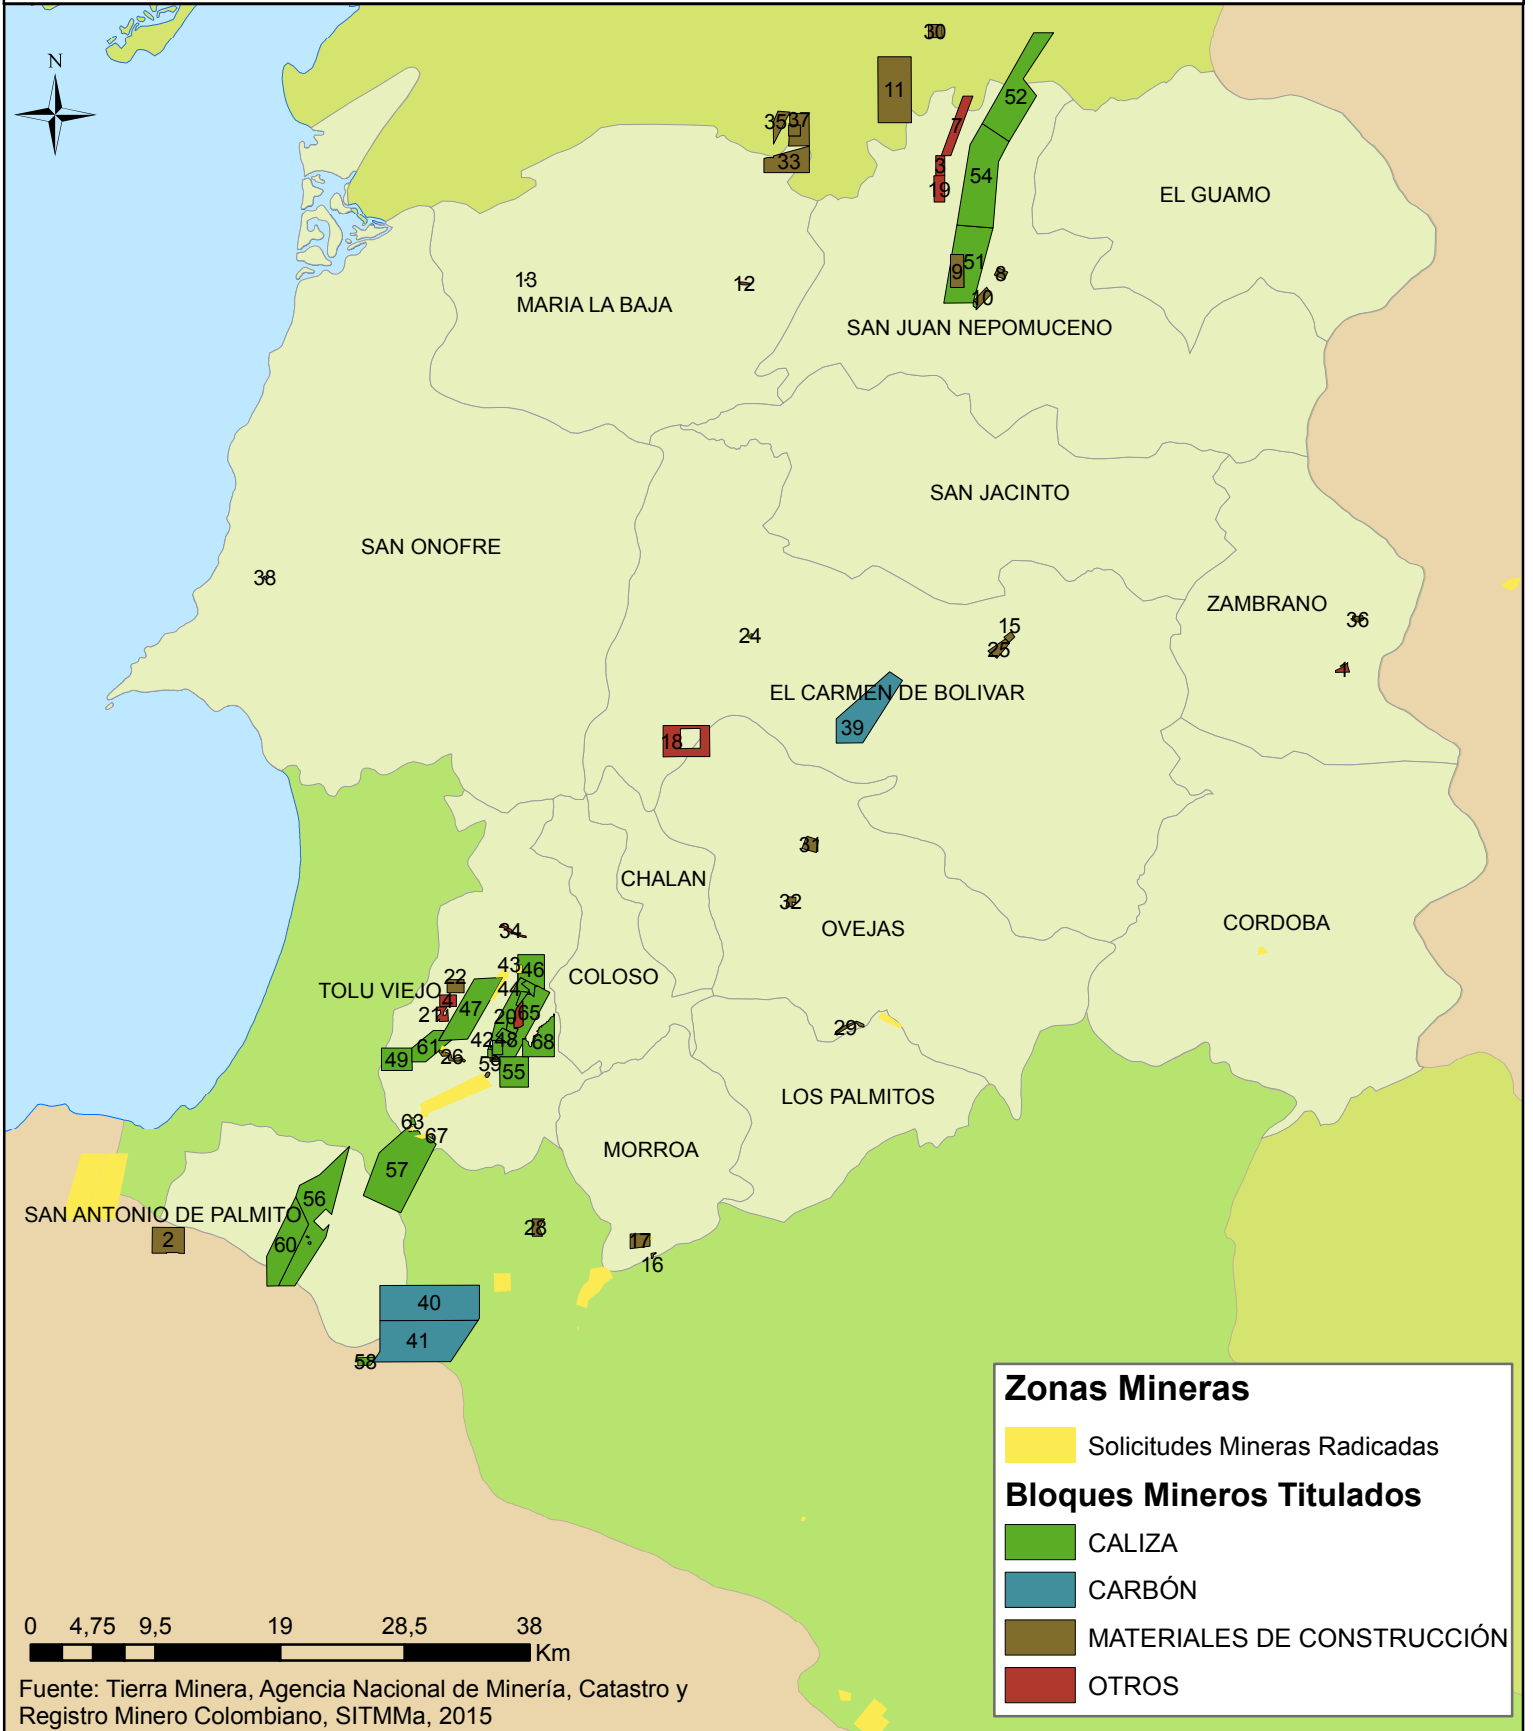 N
30
11
52
35
37
7
33
3
54
19
EL GUAMO
51
9
8
13
12
10
MARIA LA BAJA
SAN JUAN NEPOMUCENO
SAN JACINTO
SAN ONOFRE
38
ZAMBRANO
36
15
24
25
1
EL CARMEN DE BOLIVAR
39
18
31
CHALAN
32
OVEJAS
CORDOBA
34
43
46
COLOSO
22
TOLU VIEJO
44
4
47
21
20
65
29
42
48
68
61
26
49
59
55
LOS PALMITOS
63
67
MORROA
57
56
SAN ANTONIO DE PALMITO
28
2
60
17
16
40
41
58
Zonas Mineras
Solicitudes Mineras Radicadas
Bloques Mineros Titulados
CALIZA
CARBÓN
MATERIALES DE CONSTRUCCIÓN
OTROS
0 4,75 9,5 19 28,5 38
Km
Fuente: Tierra Minera, Agencia Nacional de Minería, Catastro y
Registro Minero Colombiano, SITMMa, 2015